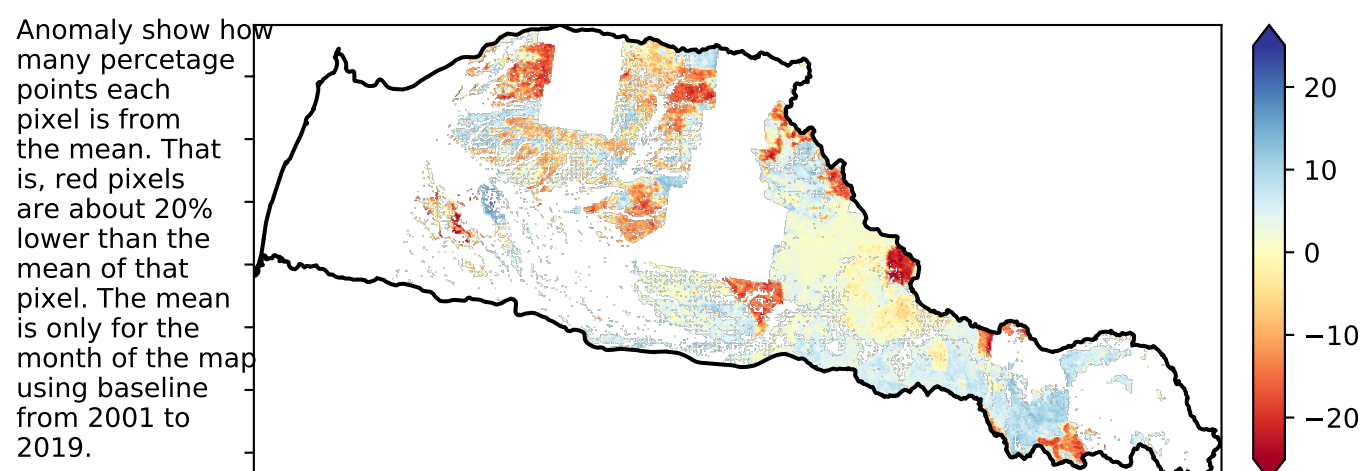 Anomaly show how
many percetage
points each
pixel is from
the mean. That
is, red pixels
are about 20%
lower than the
mean of that
pixel. The mean
is only for the
month of the map
using baseline
from 2001 to
2019.
20
10
0
−10
−20